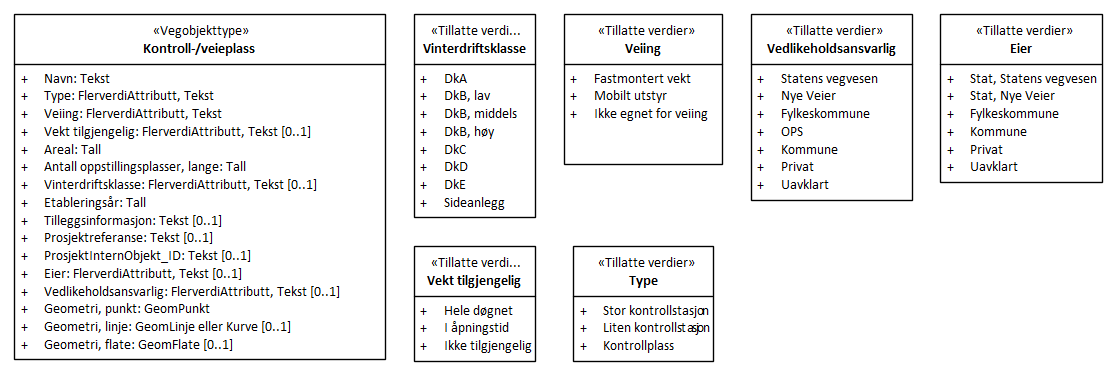 «Vegobjekttype»
Kontroll-/veieplass
+ Navn: Tekst
+ Type: FlerverdiAttributt, Tekst
+ Veiing: FlerverdiAttributt, Tekst
+ Vekt tilgjengelig: FlerverdiAttributt, Tekst [0..1]
+ Areal: Tall
+ Antall oppstillingsplasser, lange: Tall
+ Vinterdriftsklasse: FlerverdiAttributt, Tekst [0..1]
+ Etableringsår: Tall
+ Tilleggsinformasjon: Tekst [0..1]
+ Prosjektreferanse: Tekst [0..1]
+ ProsjektInternObjekt_ID: Tekst [0..1]
+ Eier: FlerverdiAttributt, Tekst [0..1]
+ Vedlikeholdsansvarlig: FlerverdiAttributt, Tekst [0..1]
+ Geometri, punkt: GeomPunkt
+ Geometri, linje: GeomLinje eller Kurve [0..1]
+ Geometri, flate: GeomFlate [0..1]
«Tillatte verdi...
Vinterdriftsklasse
+ DkA
+ DkB, lav
+ DkB, middels
+ DkB, høy
+ DkC
+ DkD
+ DkE
+ Sideanlegg
«Tillatte verdier»
Veiing
+ Fastmontert vekt
+ Mobilt utstyr
+ Ikke egnet for veiing
«Tillatte verdier»
Vedlikeholdsansvarlig
+ Statens vegvesen
+ Nye Veier
+ Fylkeskommune
+ OPS
+ Kommune
+ Privat
+ Uavklart
«Tillatte verdier»
Eier
+ Stat, Statens vegvesen
+ Stat, Nye Veier
+ Fylkeskommune
+ Kommune
+ Privat
+ Uavklart
«Tillatte verdi...
Vekt tilgjengelig
+ Hele døgnet
+ I åpningstid
+ Ikke tilgjengelig
«Tillatte verdier»
Type
+ Stor kontrollstasjon
+ Liten kontrollstasjon
+ Kontrollplass